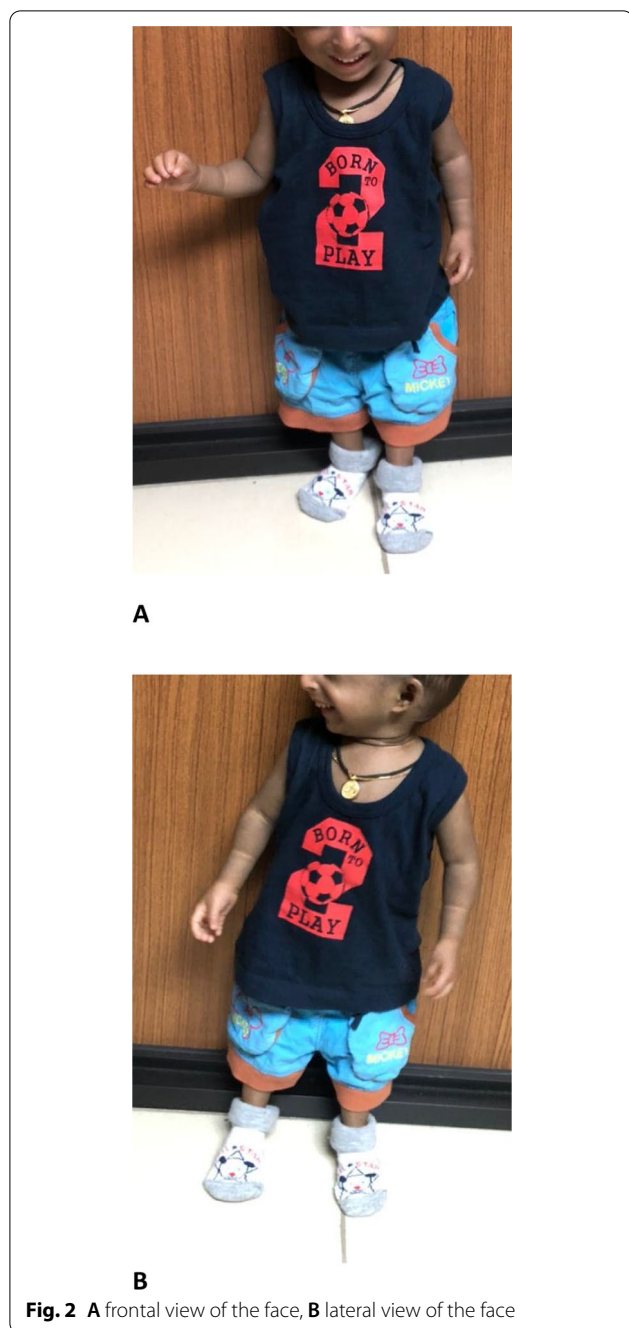 BORN
TO
PLAY
MICKEY
A
BORN
TO
PLAY
MICKEY
B
Fig. 2 A frontal view of the face, B lateral view of the face